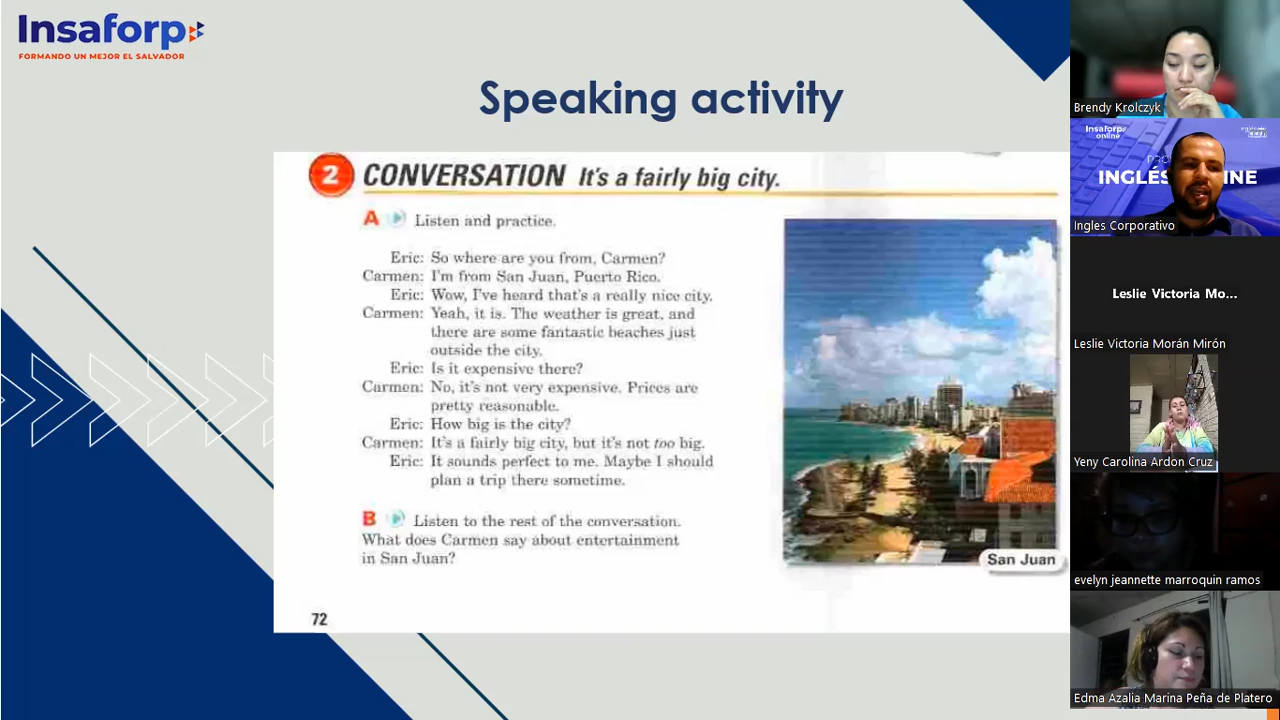 Insaforp
FORMANDO UN MEJOR EL SALVADOR
Speaking activity
2 CONVERSATION It's a fairly big city.
A Listen and practice.
Eric: So where are you from, Carmen?
Carmen: I'm from San Juan, Puerto Rico.
Eric: Wow, I've heard that's a really nice city.
Carmen: Yeah, it is. The weather is great, and
there are some fantastic beaches just
outside the city.
Eric: Is it expensive there?
Carmen: No, it's not very expensive. Prices are
pretty reasonable.
Eric: How big is the city?
Carmen: It's a fairly big city, but it's not too big.
Eric: It sounds perfect to me. Maybe I should
plan a trip there sometime.
B Listen to the rest of the conversation.
What does Carmen say about entertainment
in San Juan?
San Juan
72
Brendy Krolczyk
Insaforp
online
INGLÉS
Ingles Corporativo
Leslie Victoria Mo...
Leslie Victoria Morán Mirón
Yeny Carolina Ardon Cruz
evelyn jeannette marroquin ramos
Edma Azalia Marina Peña de Platero